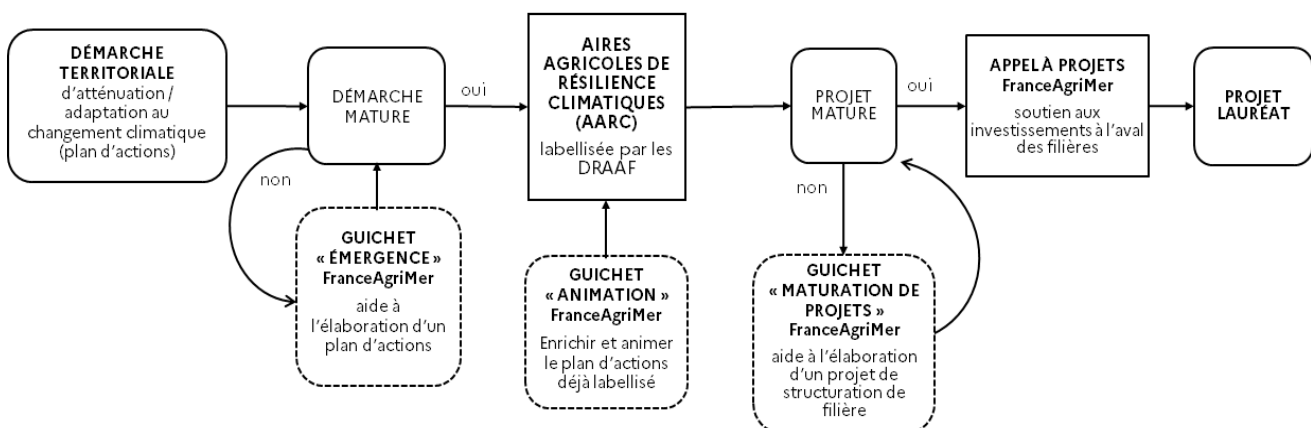 DÉMARCHE
TERRITORIALE
d'atténuation /
adaptation au
changement climatique
(plan d'actions)
DÉMARCHE
MATURE
oui
non
GUICHET
« ÉMERGENCE »
FranceAgriMer
aide à
l'élaboration d'un
plan d'actions
AIRES
AGRICOLES DE
RÉSILIENCE
CLIMATIQUES
(AARC)
labellisée par les
DRAAF
GUICHET
« ANIMATION »
FranceAgriMer
Enrichir et animer
le plan d'actions
déjà labellisé
PROJET
MATURE
oui
non
GUICHET
« MATURATION DE
PROJETS »
FranceAgriMer
aide à l'élaboration
d'un projet de
structuration de
filière
APPEL À PROJETS
FranceAgriMer
soutien aux
investissements à l'aval
des filières
PROJET
LAURÉAT